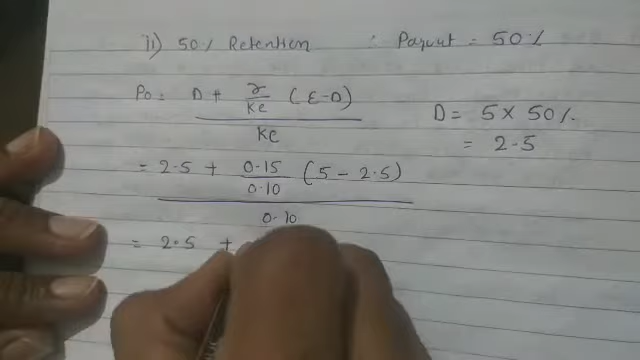 ii) 50% Retention ∴ Payout = 50%
P0 = D + r/Ke (E-D)
Ke
D = 5 × 50%.
= 2.5
= 2.5 + 0.15/0.10 (5 - 2.5)
0.10
= 2.5 +